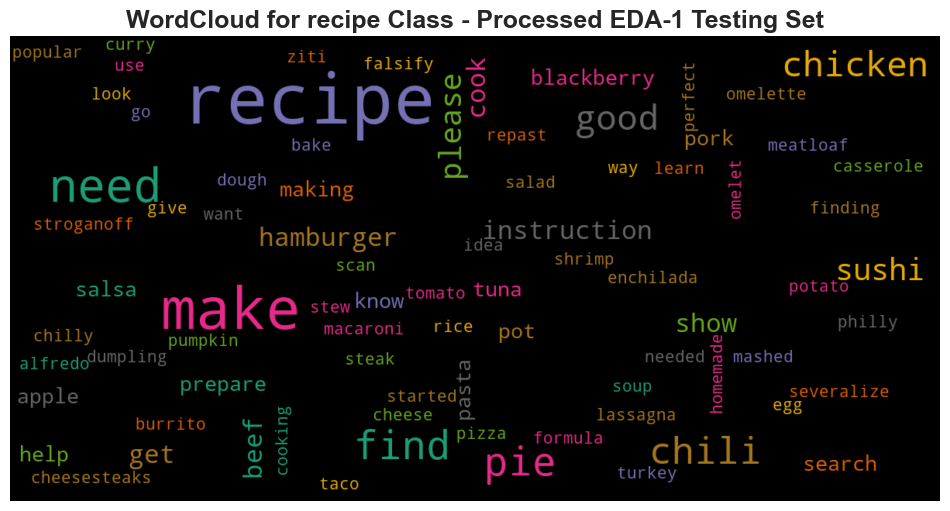 WordCloud for recipe Class - Processed EDA-1 Testing Set
popular
curry
use
ziti
falsify
cook
blackberry
perfect
chicken
look
go
recipe
please
good
omelette
repast
pork
bake
meatloaf
need
dough
making
salad
way
learn
omelet
casserole
give
want
stroganoff
hamburger
idea
instruction
finding
scan
shrimp
enchilada
sushi
salsa
make
stew
know
tomato
tuna
potato
chilly
pumpkin
macaroni
rice
pot
show
philly
alfredo
dumpling
steak
needed
homemade
mashed
apple
prepare
started
pasta
soup
severalize
burrito
beef
cooking
cheese
lassagna
egg
help
get
find
pizza
formula
chili
search
cheesesteaks
taco
pie
turkey